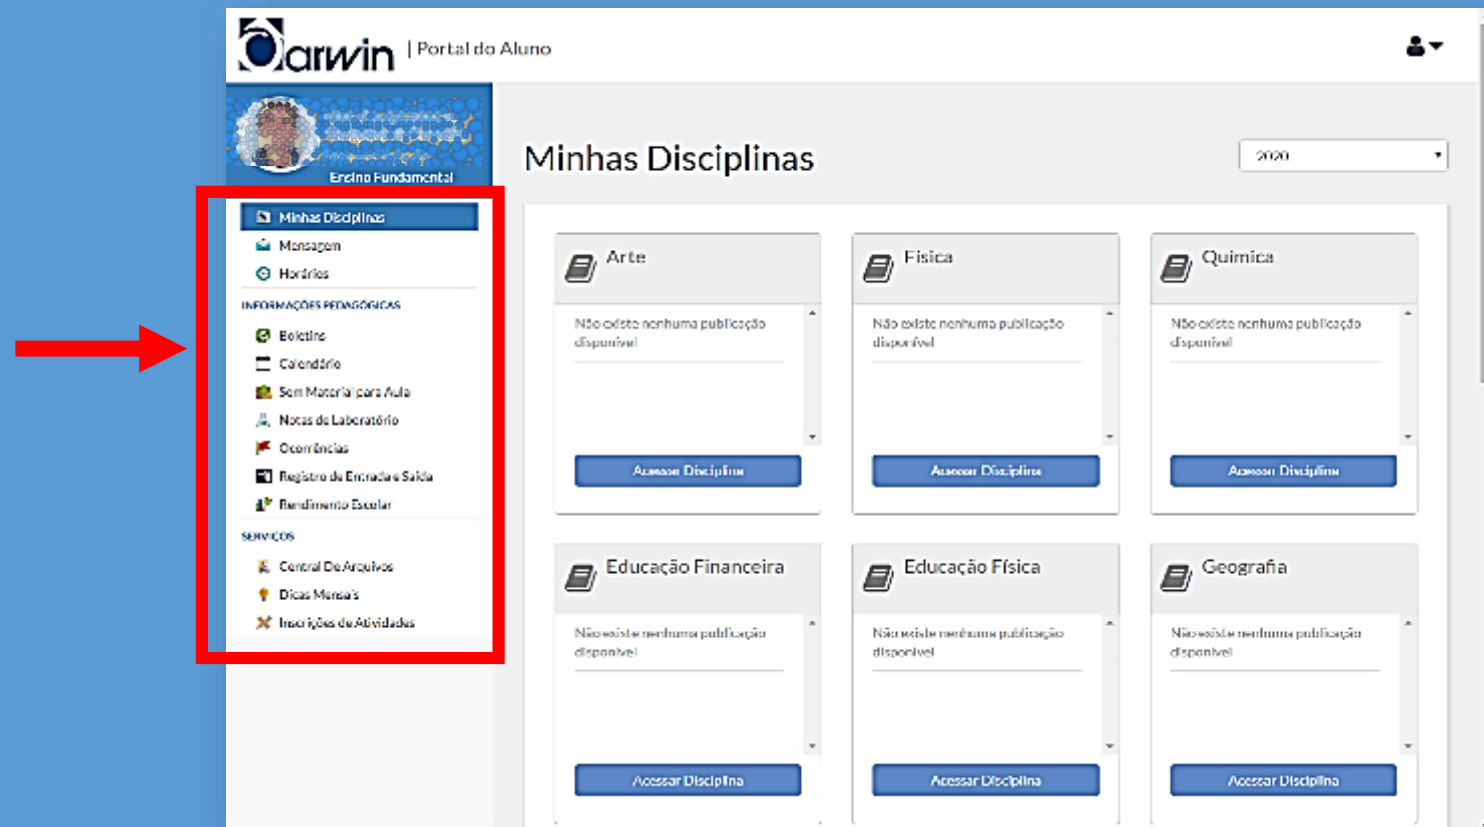 Darwin | Portal do Aluno
Ensino Fundamental
Minhas Disciplinas
Mensagem
Horários
INFORMAÇÕES PEDAGÓGICAS
Boletins
Calendário
Sem Material para Aula
Notas de Laboratório
Ocorrências
Registro de Entrada e Saída
Rendimento Escolar
SERVIÇOS
Central De Arquivos
Dicas Mensais
Inscrições de Atividades
Minhas Disciplinas
2020
Arte
Não existe nenhuma publicação
disponível
Acessar Disciplina
Física
Não existe nenhuma publicação
disponível
Acessar Disciplina
Química
Não existe nenhuma publicação
disponível
Acessar Disciplina
Educação Financeira
Não existe nenhuma publicação
disponível
Acessar Disciplina
Educação Física
Não existe nenhuma publicação
disponível
Acessar Disciplina
Geografia
Não existe nenhuma publicação
disponível
Acessar Disciplina